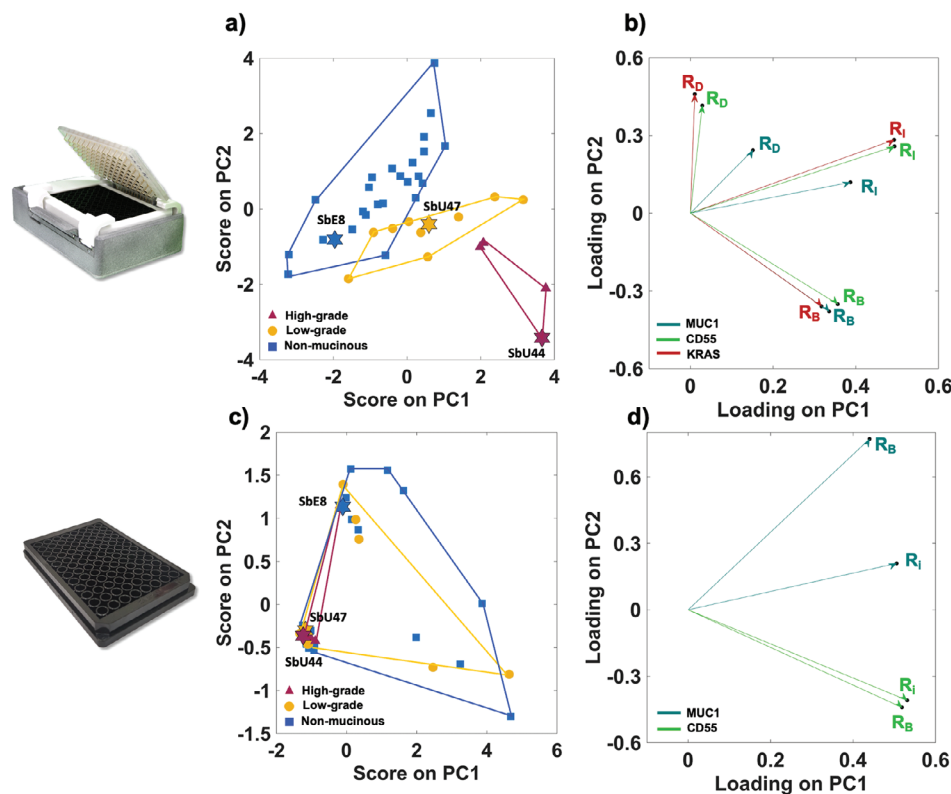 a)
4
2
0
-2
-4
-4
-2
0
2
4
Score on PC2
Score on PC1
SbE8
SbU47
SbU44
High-grade
Low-grade
Non-mucinous
b)
0.6
0.3
0
-0.3
-0.6
0
0.2
0.4
0.6
Loading on PC2
Loading on PC1
RD
RD
RD
RI
RI
RI
RB
RB
RB
MUC1
CD55
KRAS
c)
2
1.5
1
0.5
0
-0.5
-1
-1.5
-2
0
2
4
6
Score on PC2
Score on PC1
SbE8
SbU47
SbU44
High-grade
Low-grade
Non-mucinous
d)
0.6
0.3
0
-0.3
-0.6
0
0.2
0.4
0.6
Loading on PC2
Loading on PC1
RB
Ri
Ri
RB
MUC1
CD55